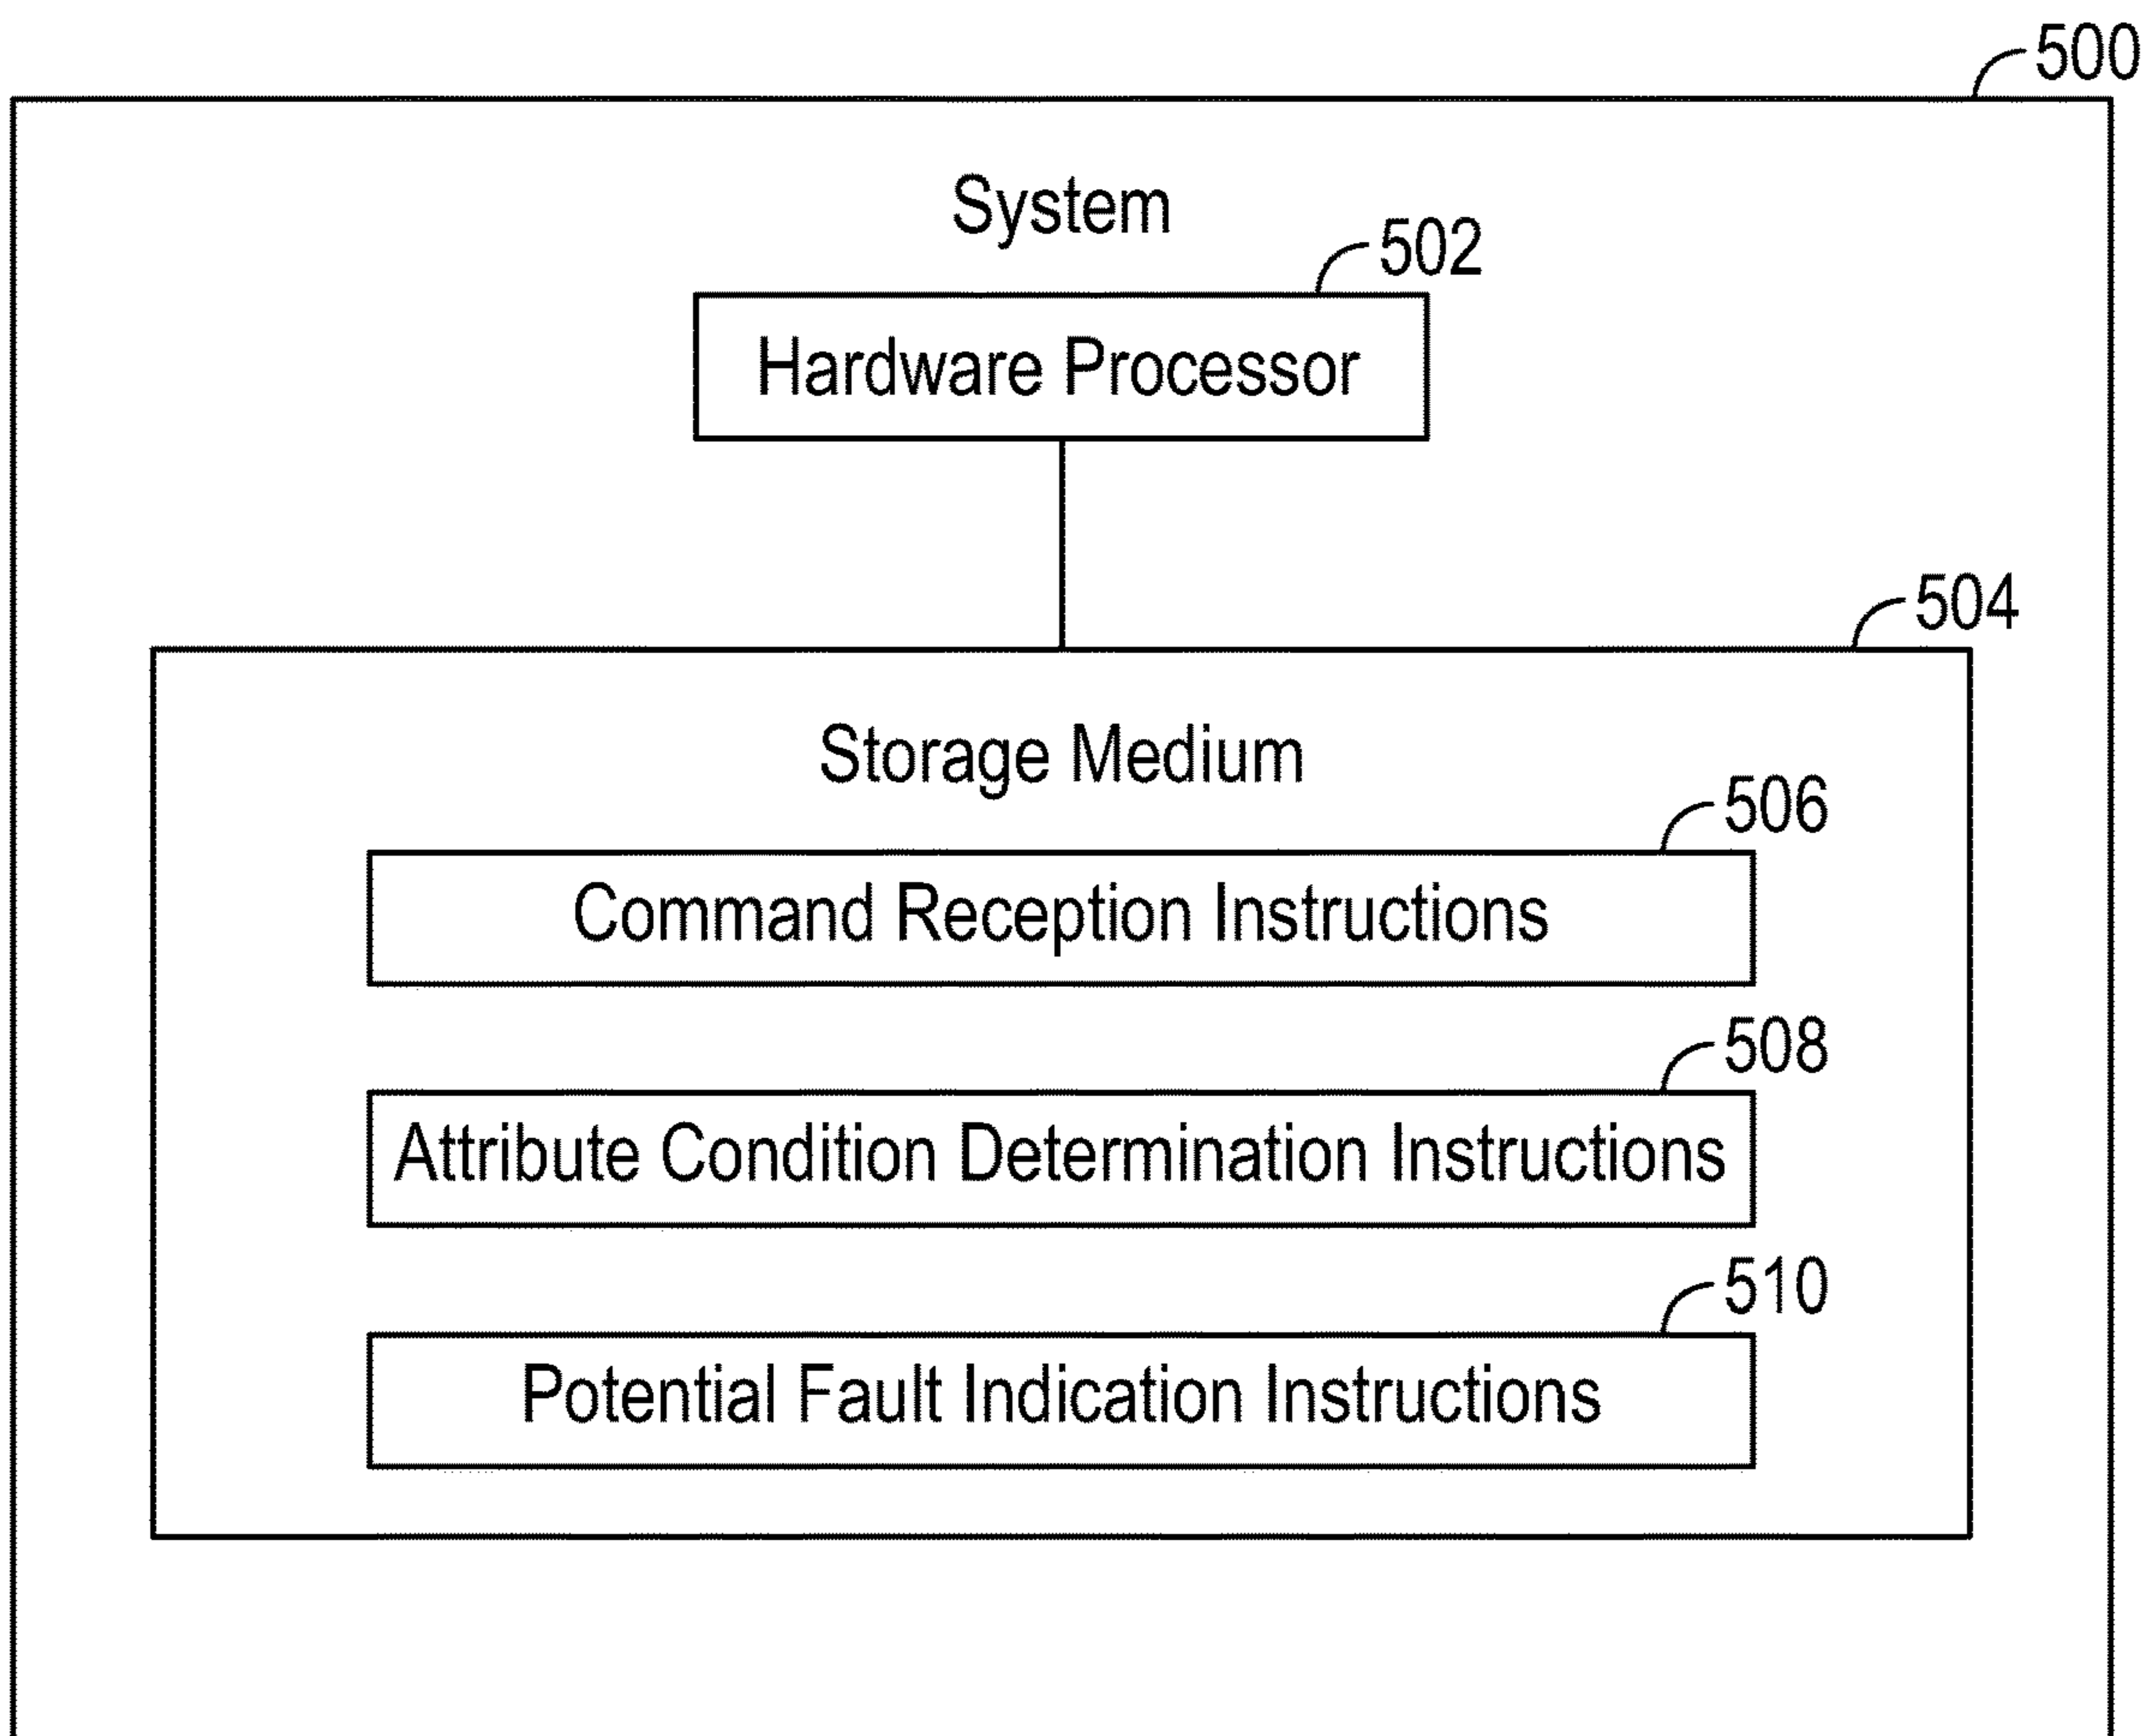 500
System
502
Hardware Processor
504
Storage Medium
506
Command Reception Instructions
508
Attribute Condition Determination Instructions
510
Potential Fault Indication Instructions